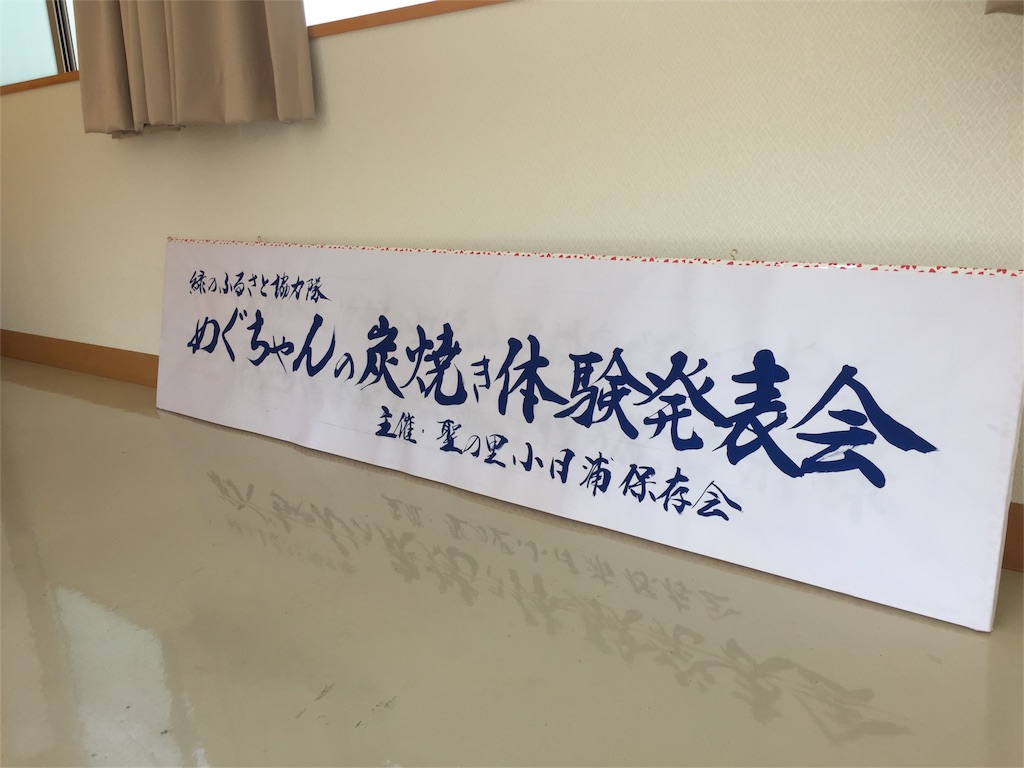 緑のふるさと協力隊
めぐちゃんの炭焼き体験発表会
主催・聖の里小日浦保存会